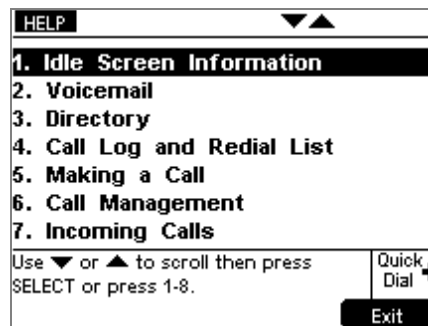 HELP ▼▲
1. Idle Screen Information
2. Voicemail
3. Directory
4. Call Log and Redial List
5. Making a Call
6. Call Management
7. Incoming Calls
Use ▼ or ▲ to scroll then press
SELECT or press 1-8.
Quick
Dial
Exit